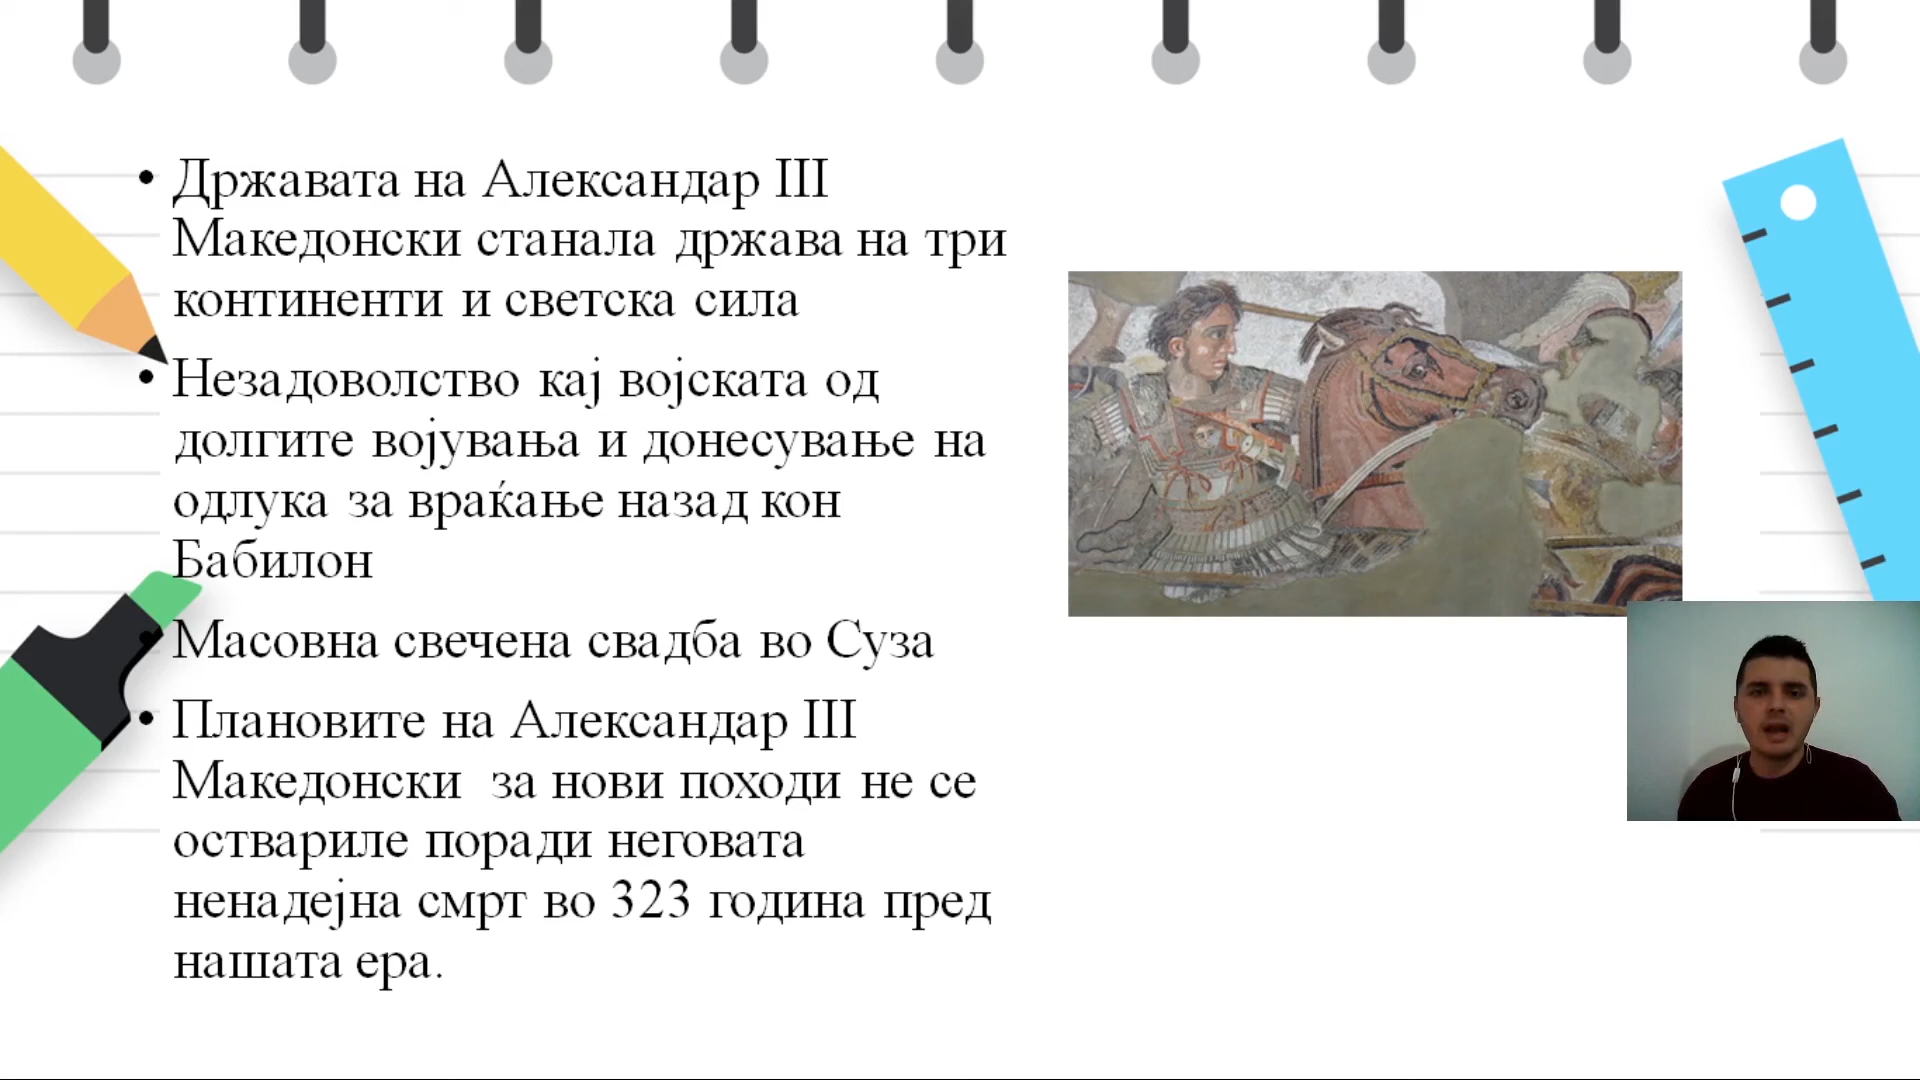 • Државата на Александар III
Македонски станала држава на три
континенти и светска сила
• Незадоволство кај војската од
долгите војувања и донесување на
одлука за враќање назад кон
Бабилон
• Масовна свечена свадба во Суза
• Плановите на Александар III
Македонски  за нови походи не се
оствариле поради неговата
ненадејна смрт во 323 година пред
нашата ера.